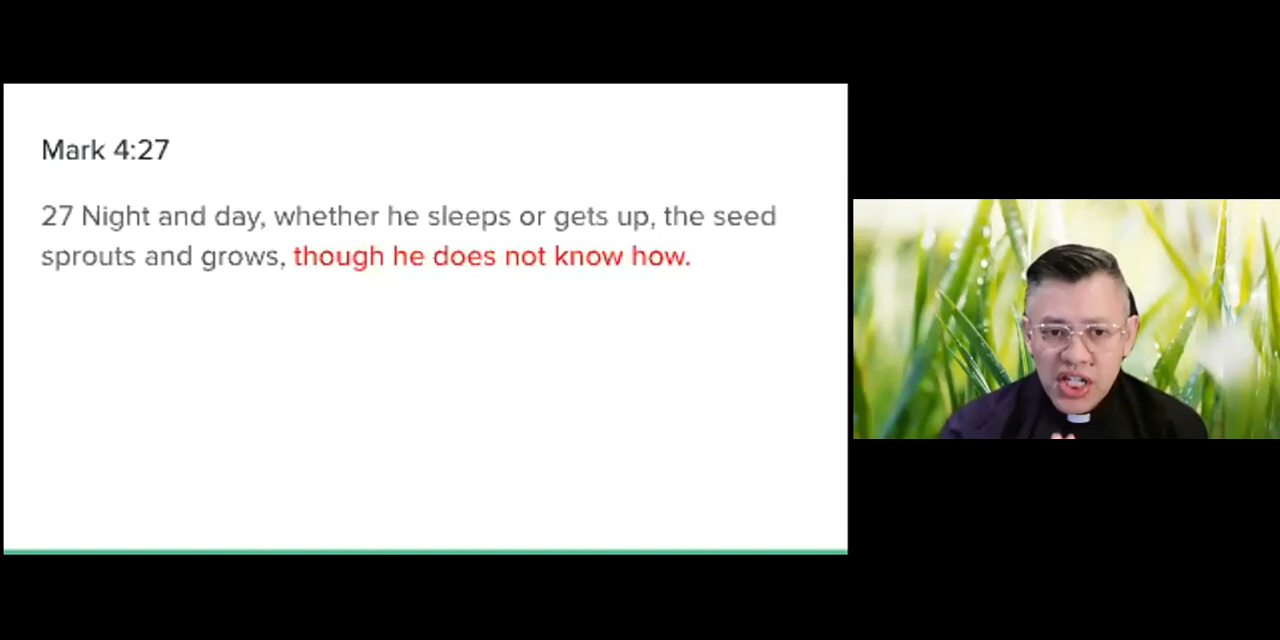 Mark 4:27
27 Night and day, whether he sleeps or gets up, the seed
sprouts and grows, though he does not know how.